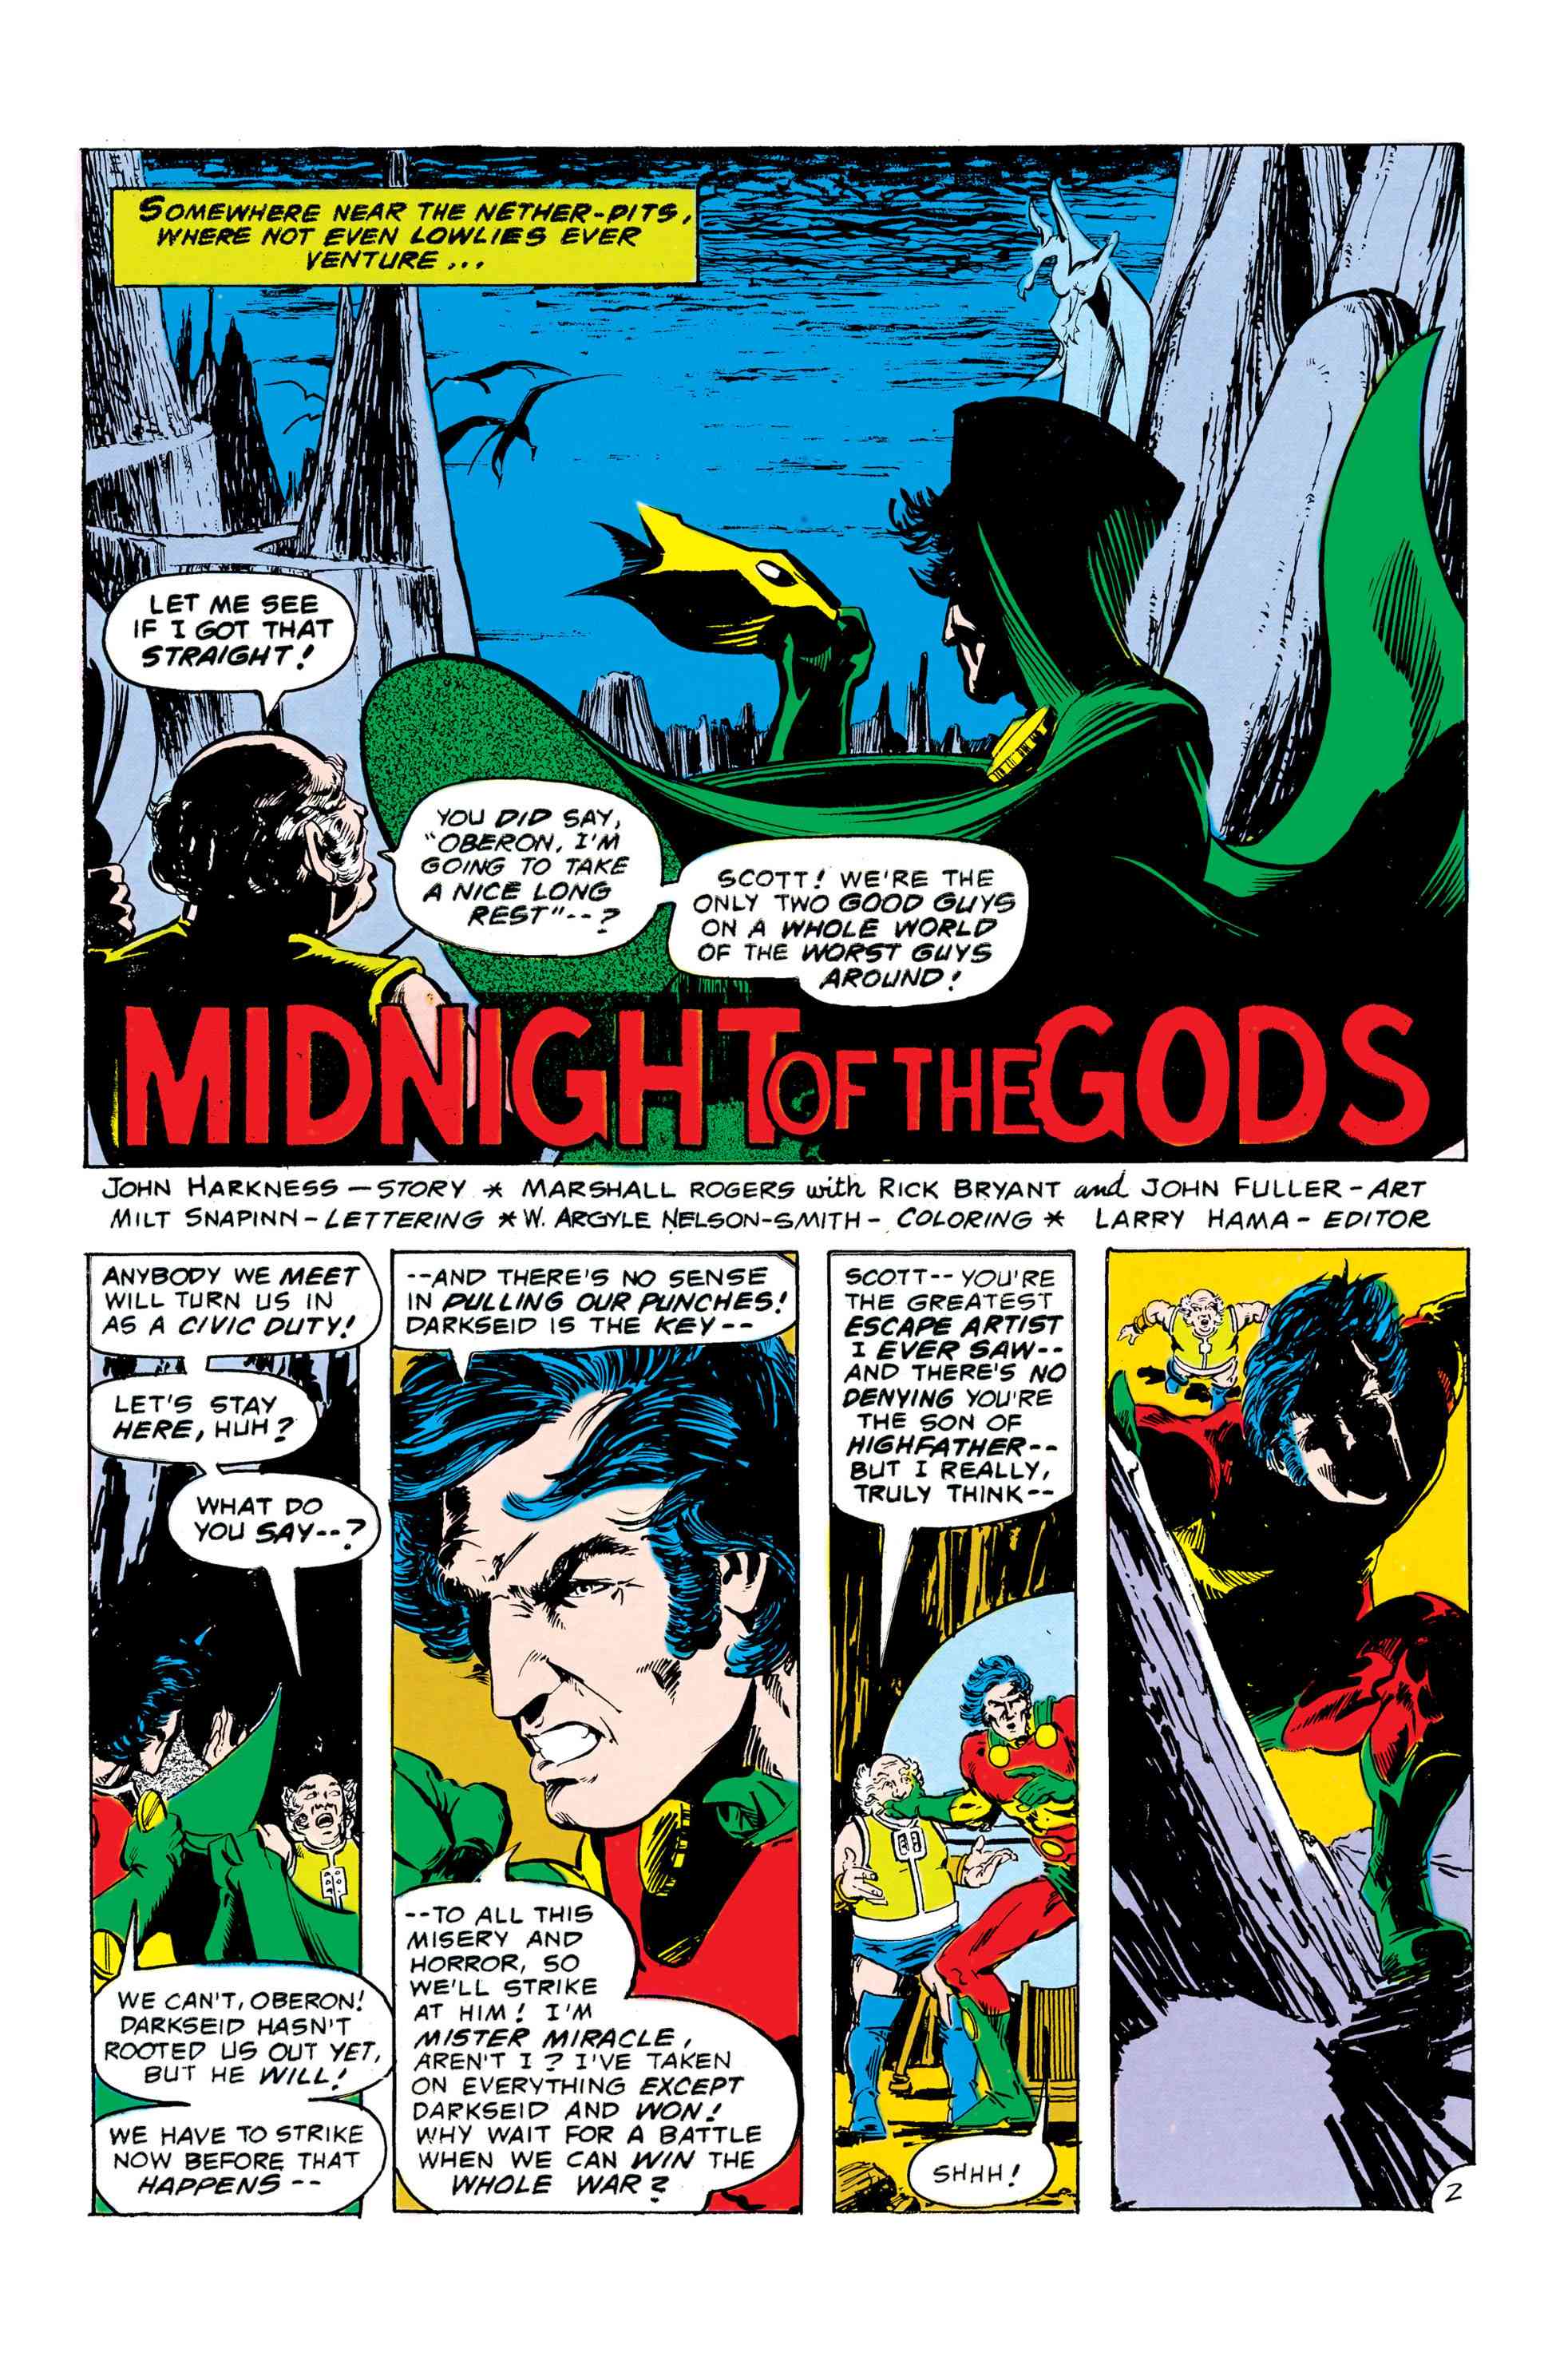 SOMEWHERE NEAR THE NETHER-PITS,
WHERE NOT EVEN LOWLIES EVER
VENTURE...
LET ME SEE
IF I GOT THAT
STRAIGHT!
YOU DID SAY,
"OBERON, I'M
GOING TO TAKE
A NICE LONG
REST"--?
SCOTT! WE'RE THE
ONLY TWO GOOD GUYS
ON A WHOLE WORLD
OF THE WORST GUYS
AROUND!
MIDNIGHT OF THE GODS
JOHN HARKNESS - STORY * MARSHALL ROGERS with RICK BRYANT and JOHN FULLER - ART
MILT SNAPINN - LETTERING * W. ARGYLE NELSON-SMITH - COLORING * LARRY HAMA - EDITOR
ANYBODY WE MEET
WILL TURN US IN
AS A CIVIC DUTY!
LET'S STAY
HERE, HUH?
WHAT DO
YOU SAY--?
WE CAN'T, OBERON!
DARKSEID HASN'T
ROOTED US OUT YET,
BUT HE WILL!
WE HAVE TO STRIKE
NOW BEFORE THAT
HAPPENS--
--AND THERE'S NO SENSE
IN PULLING OUR PUNCHES!
DARKSEID IS THE KEY--
--TO ALL THIS
MISERY AND
HORROR, SO
WE'LL STRIKE
AT HIM! I'M
MISTER MIRACLE,
AREN'T I? I'VE TAKEN
ON EVERYTHING EXCEPT
DARKSEID AND WON!
WHY WAIT FOR A BATTLE
WHEN WE CAN WIN THE
WHOLE WAR?
SCOTT-- YOU'RE
THE GREATEST
ESCAPE ARTIST
I EVER SAW--
AND THERE'S NO
DENYING YOU'RE
THE SON OF
HIGHFATHER--
BUT I REALLY,
TRULY THINK--
SHHH!
2